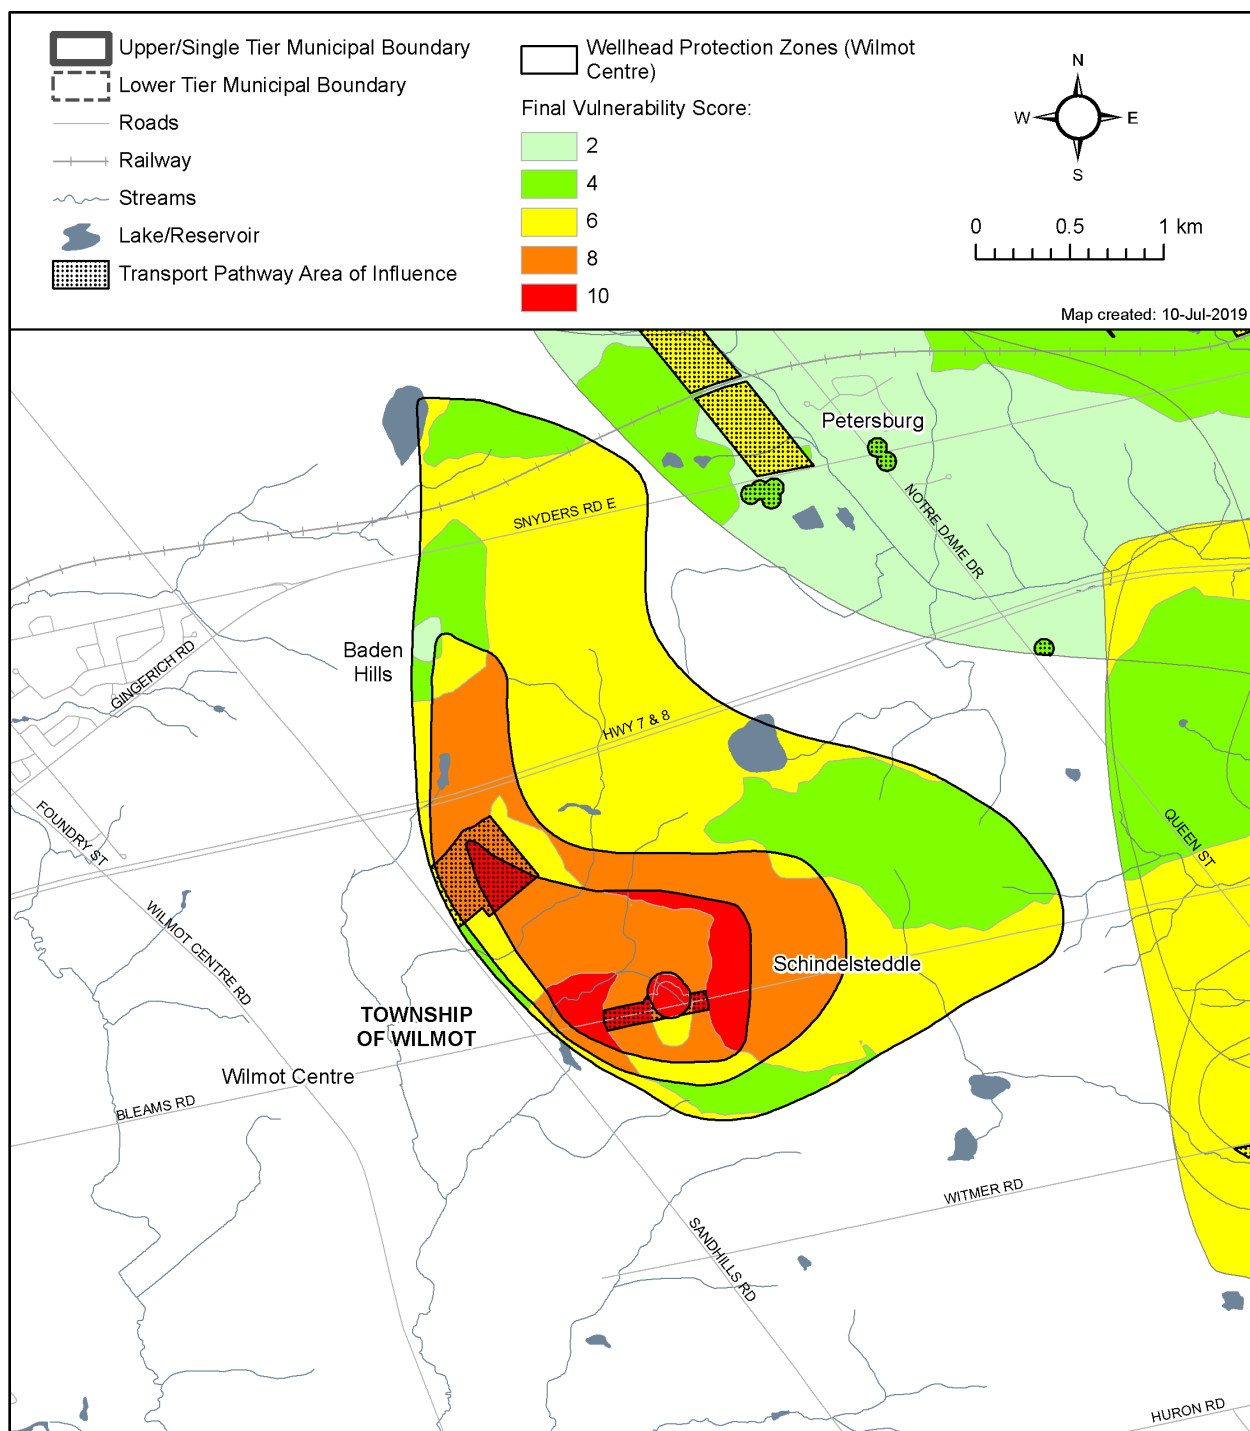 Upper/Single Tier Municipal Boundary
Lower Tier Municipal Boundary
Roads
Railway
Streams
Lake/Reservoir
Transport Pathway Area of Influence
Wellhead Protection Zones (Wilmot
Centre)
Final Vulnerability Score:
2
4
6
8
10
N
W
E
S
0
0.5
1 km
Map created: 10-Jul-2019
Petersburg
SNYDERS RD E
NOTRE DAME DR
Baden
Hills
GINGERICH RD
HWY 7 & 8
FOUNDRY ST
QUEEN ST
WILMOT CENTRE RD
Schindelsteddle
TOWNSHIP
OF WILMOT
Wilmot Centre
BLEAMS RD
WITMER RD
SANDHILLS RD
HURON RD